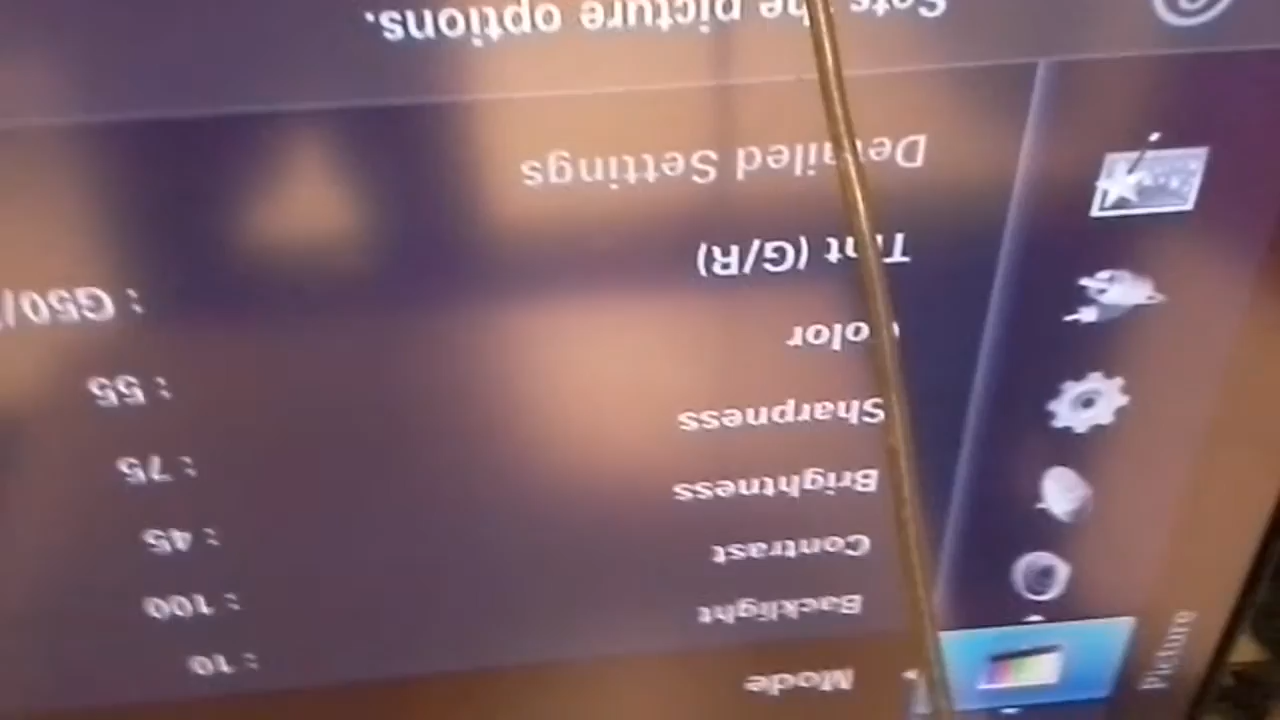 Picture
Mode
Backlight : 10
Contrast : 100
Brightness : 45
Sharpness : 75
Color : 55
Tint (G/R) : G50/
Detailed Settings
Sets the picture options.